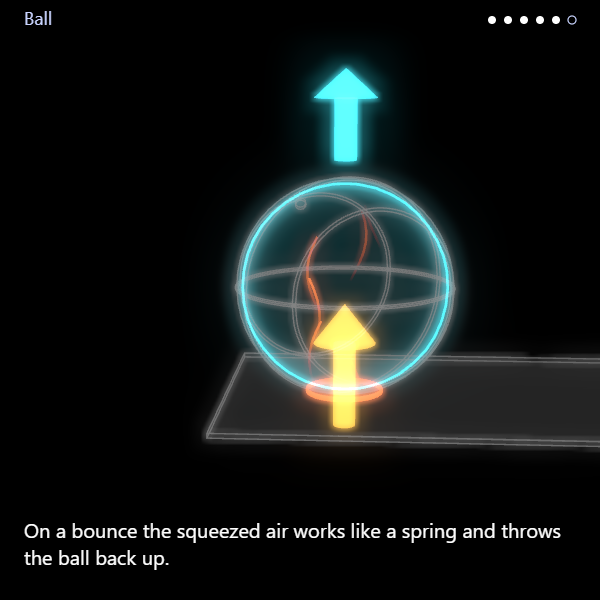 Ball
On a bounce the squeezed air works like a spring and throws
the ball back up.